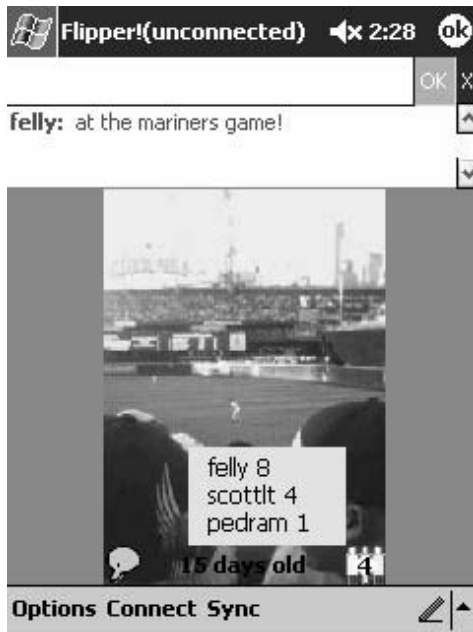 Flipper!(unconnected) 2:28 ok
OK X
felly: at the mariners game!
felly 8
scottlt 4
pedram 1
15 days old 4
Options Connect Sync